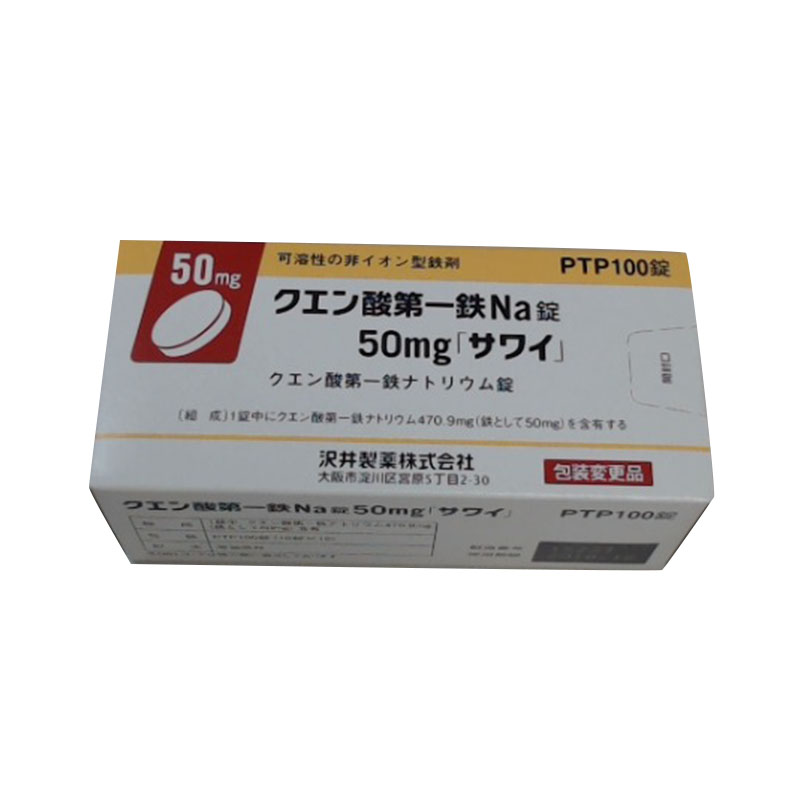 50mg
可溶性の非イオン型鉄剤
PTP100錠
クエン酸第一鉄Na錠
50mg「サワイ」
クエン酸第一鉄ナトリウム錠
開封口
〔組 成〕1錠中にクエン酸第一鉄ナトリウム470.9mg(鉄として50mg)を含有する
沢井製薬株式会社
大阪市淀川区宮原5丁目2-30
包装変更品
クエン酸第一鉄Na錠50mg「サワイ」
PTP100錠